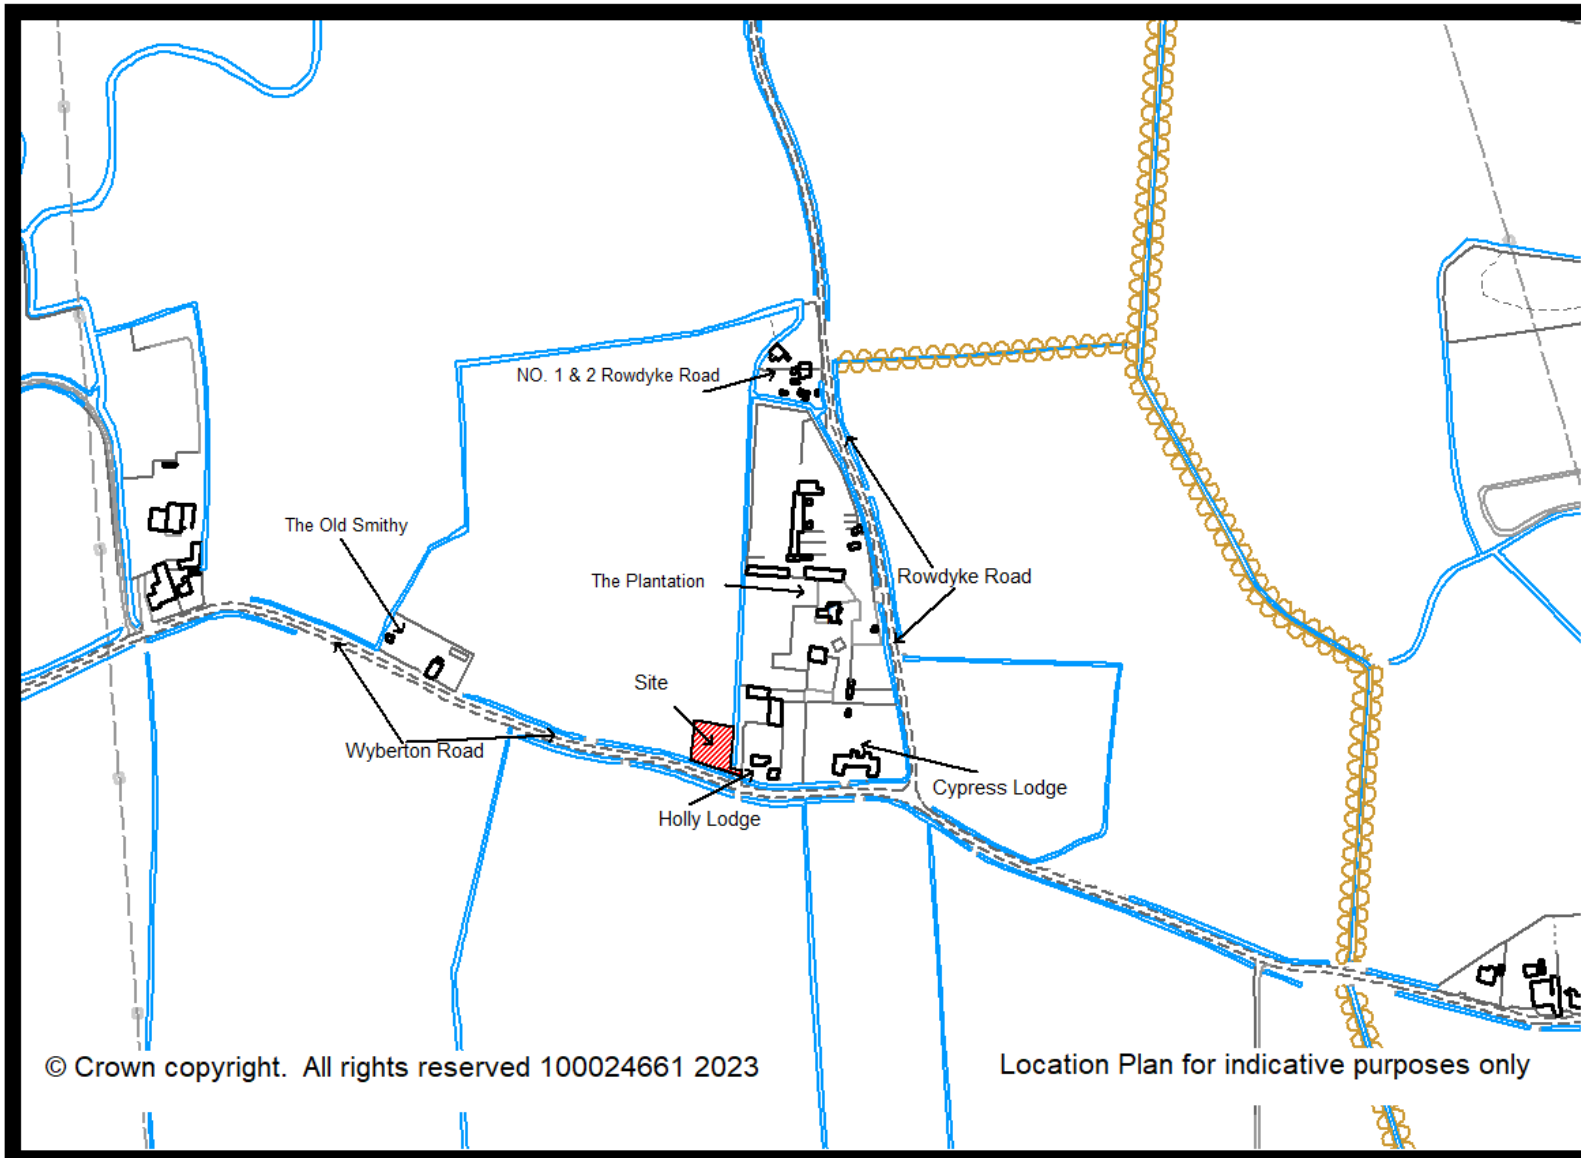 NO. 1 & 2 Rowdyke Road
The Old Smithy
The Plantation
Rowdyke Road
Site
Wyberton Road
Cypress Lodge
Holly Lodge
© Crown copyright. All rights reserved 100024661 2023
Location Plan for indicative purposes only